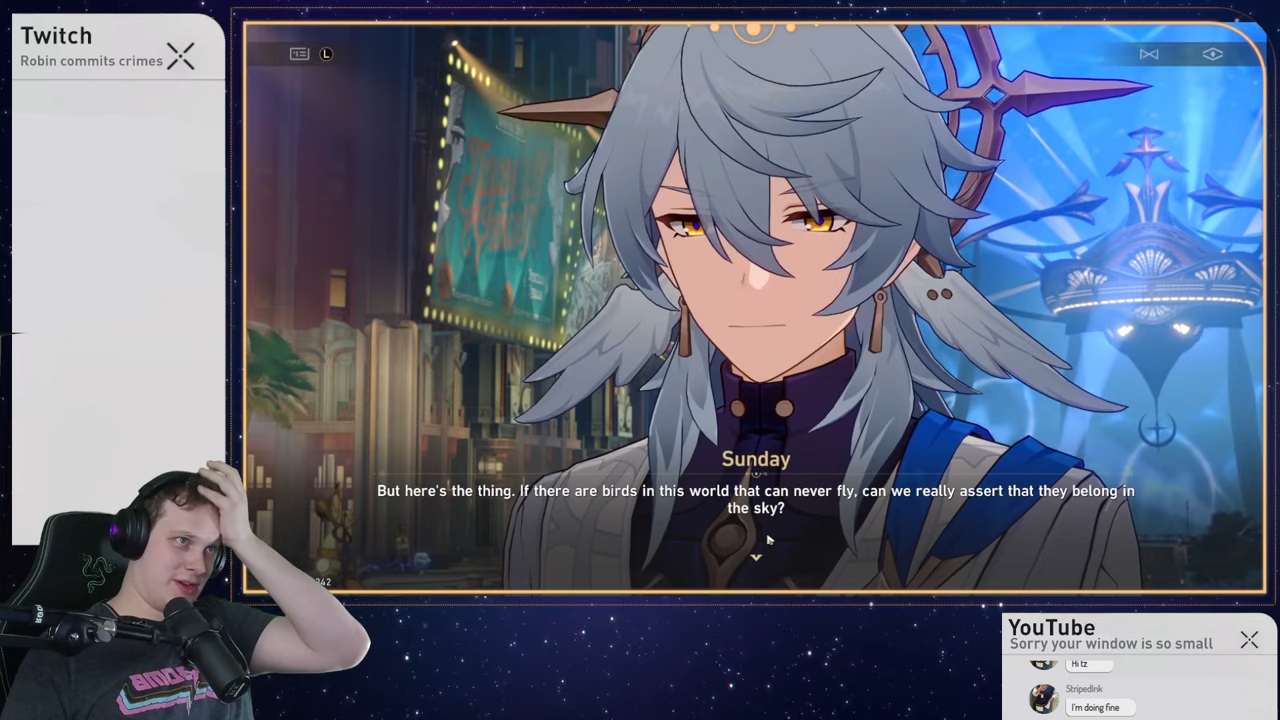 Twitch
Robin commits crimes
L
Sunday
But here's the thing. If there are birds in this world that can never fly, can we really assert that they belong in
the sky?
YouTube
Sorry your window is so small
Hi tz
StripedInk
I'm doing fine